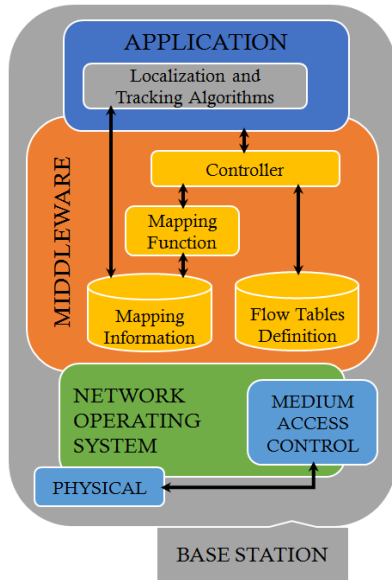 APPLICATION
Localization and
Tracking Algorithms
MIDDLEWARE
Controller
Mapping
Function
Mapping
Information
Flow Tables
Definition
NETWORK
OPERATING
SYSTEM
MEDIUM
ACCESS
CONTROL
PHYSICAL
BASE STATION